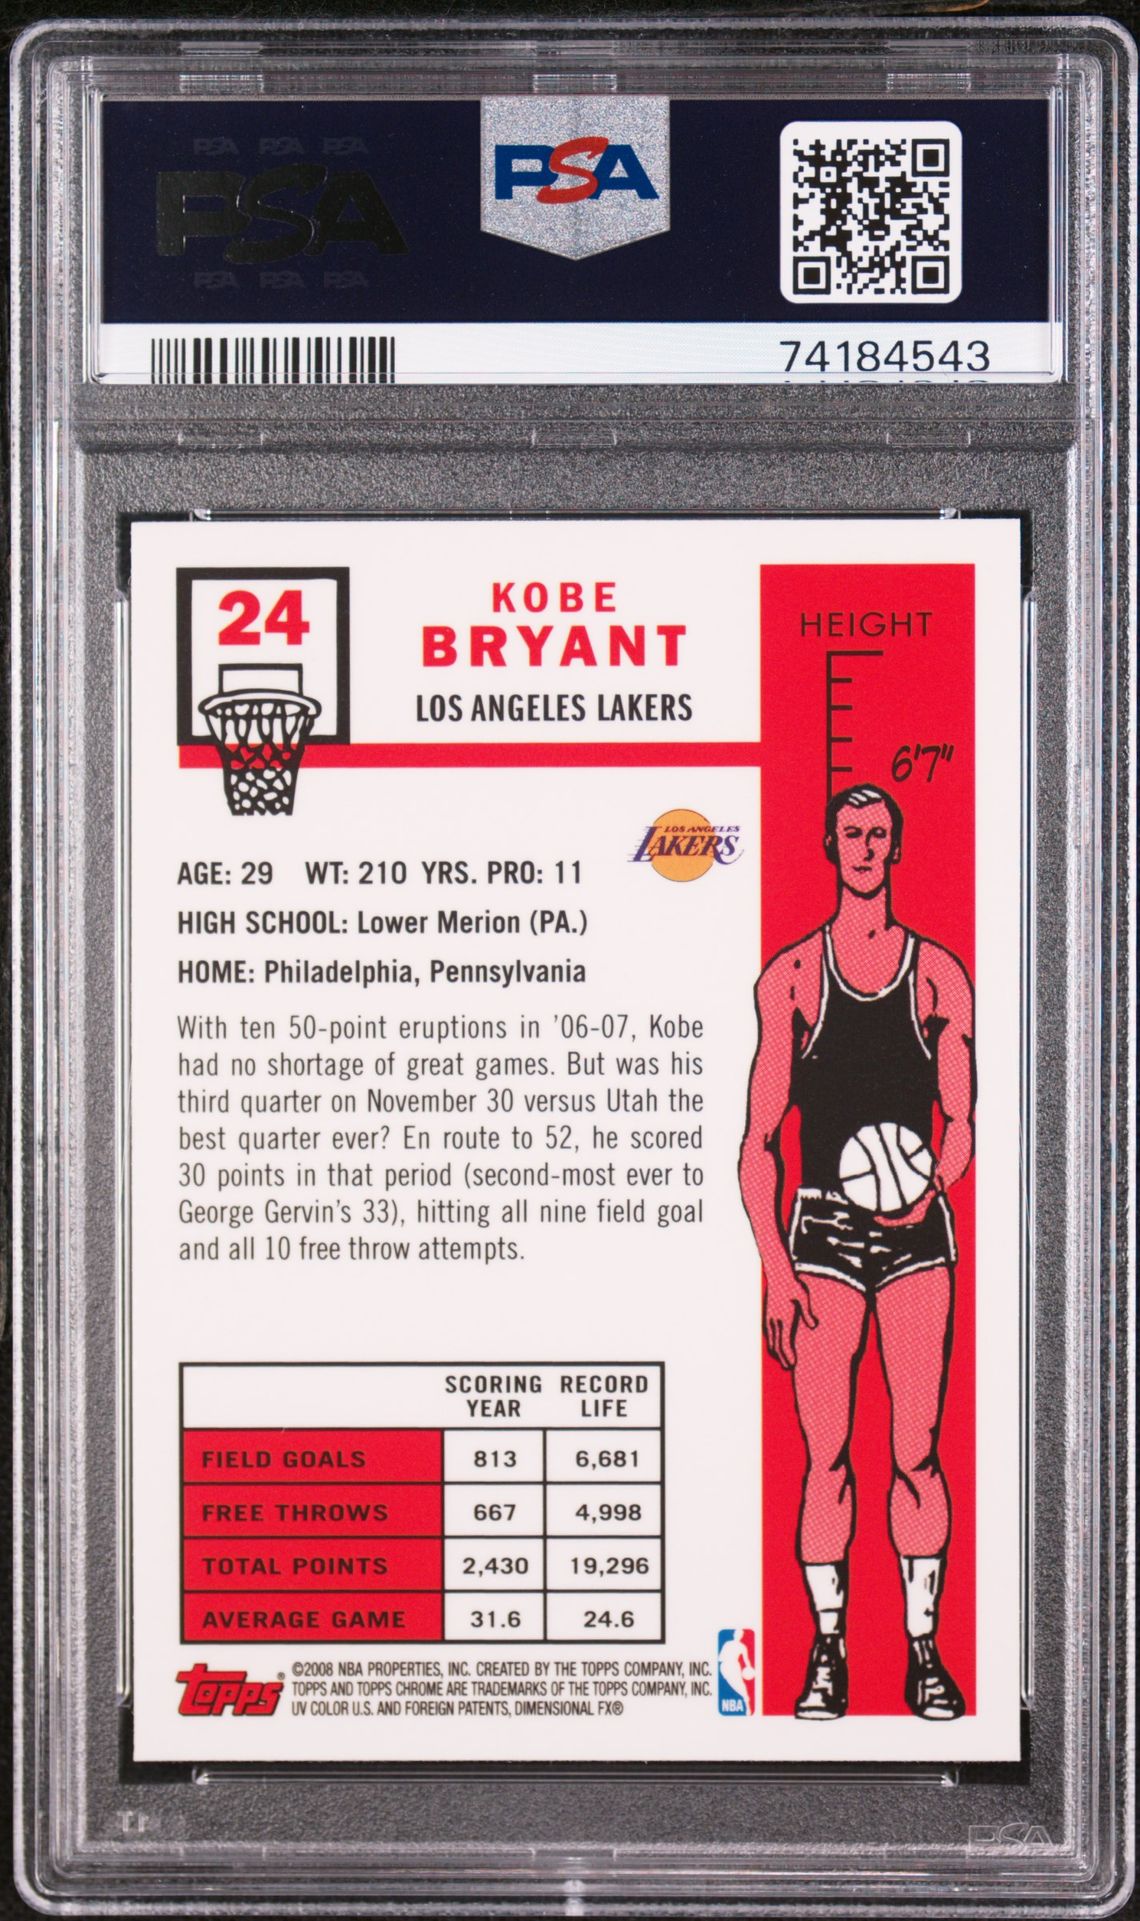 PSA PSA PSA
PSA
PSA PSA PSA
PSA
74184543
24
KOBE
BRYANT
LOS ANGELES LAKERS
HEIGHT
6'7"
LOS ANGELES
LAKERS
AGE: 29 WT: 210 YRS. PRO: 11
HIGH SCHOOL: Lower Merion (PA.)
HOME: Philadelphia, Pennsylvania
With ten 50-point eruptions in '06-07, Kobe
had no shortage of great games. But was his
third quarter on November 30 versus Utah the
best quarter ever? En route to 52, he scored
30 points in that period (second-most ever to
George Gervin's 33), hitting all nine field goal
and all 10 free throw attempts.
SCORING RECORD
YEAR LIFE
FIELD GOALS 813 6,681
FREE THROWS 667 4,998
TOTAL POINTS 2,430 19,296
AVERAGE GAME 31.6 24.6
topps®
©2008 NBA PROPERTIES, INC. CREATED BY THE TOPPS COMPANY, INC.
TOPPS AND TOPPS CHROME ARE TRADEMARKS OF THE TOPPS COMPANY, INC.
UV COLOR U.S. AND FOREIGN PATENTS, DIMENSIONAL FX®
NBA
PSA